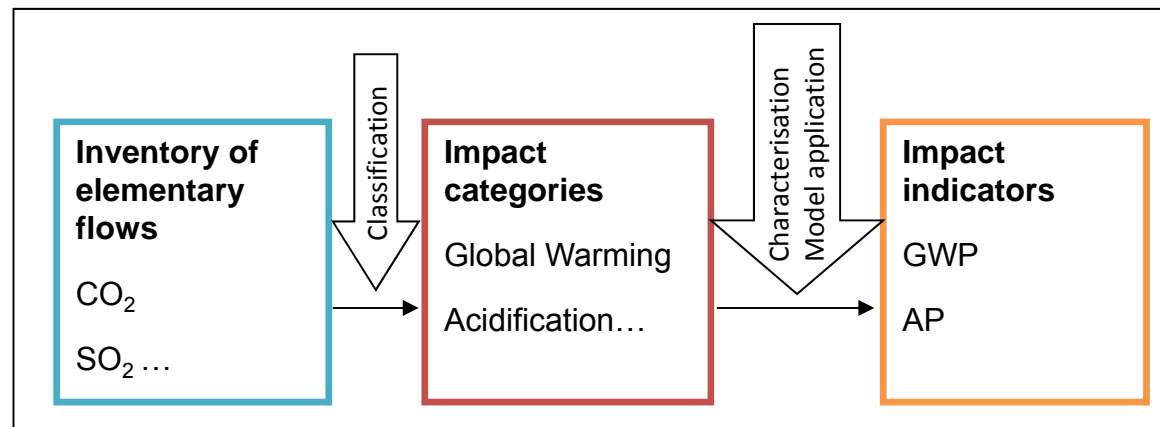 Inventory of
elementary
flows
CO₂
SO₂ …
Classification
Impact
categories
Global Warming
Acidification…
Characterisation
Model application
Impact
indicators
GWP
AP